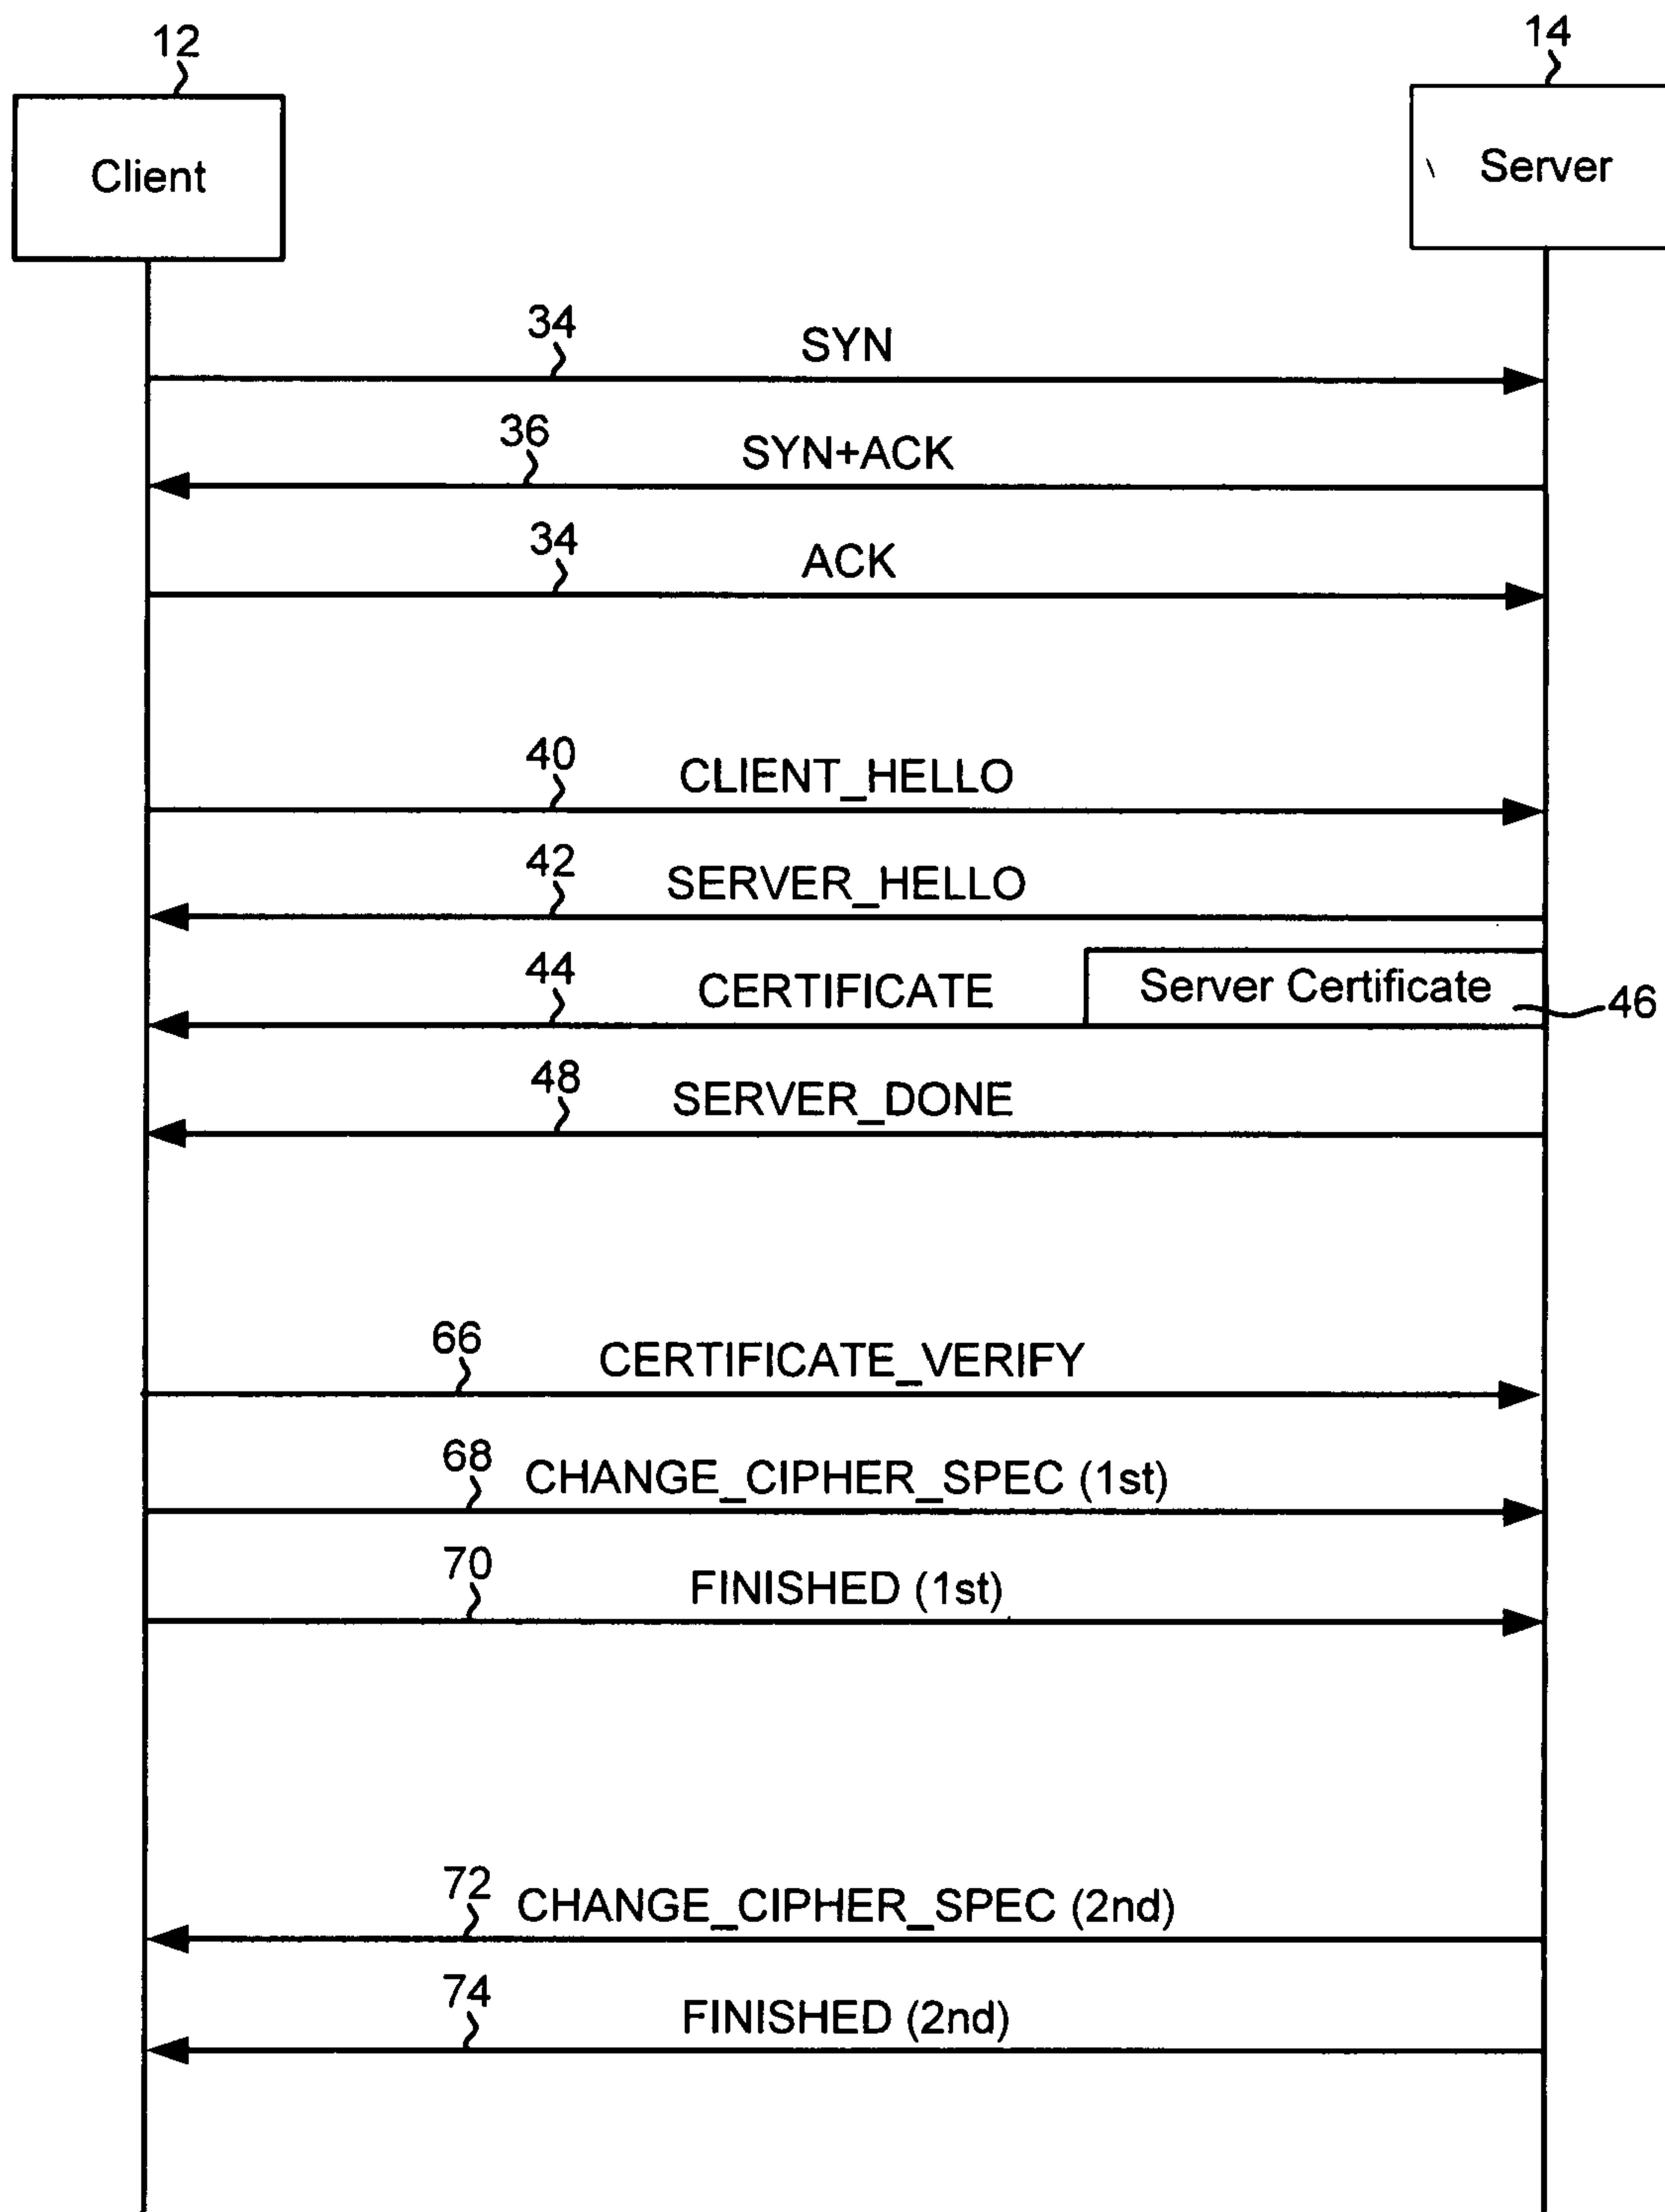 12
14
Client
Server
34
SYN
36
SYN+ACK
34
ACK
40
CLIENT_HELLO
42
SERVER_HELLO
44
CERTIFICATE
Server Certificate
46
48
SERVER_DONE
66
CERTIFICATE_VERIFY
68
CHANGE_CIPHER_SPEC (1st)
70
FINISHED (1st)
72
CHANGE_CIPHER_SPEC (2nd)
74
FINISHED (2nd)